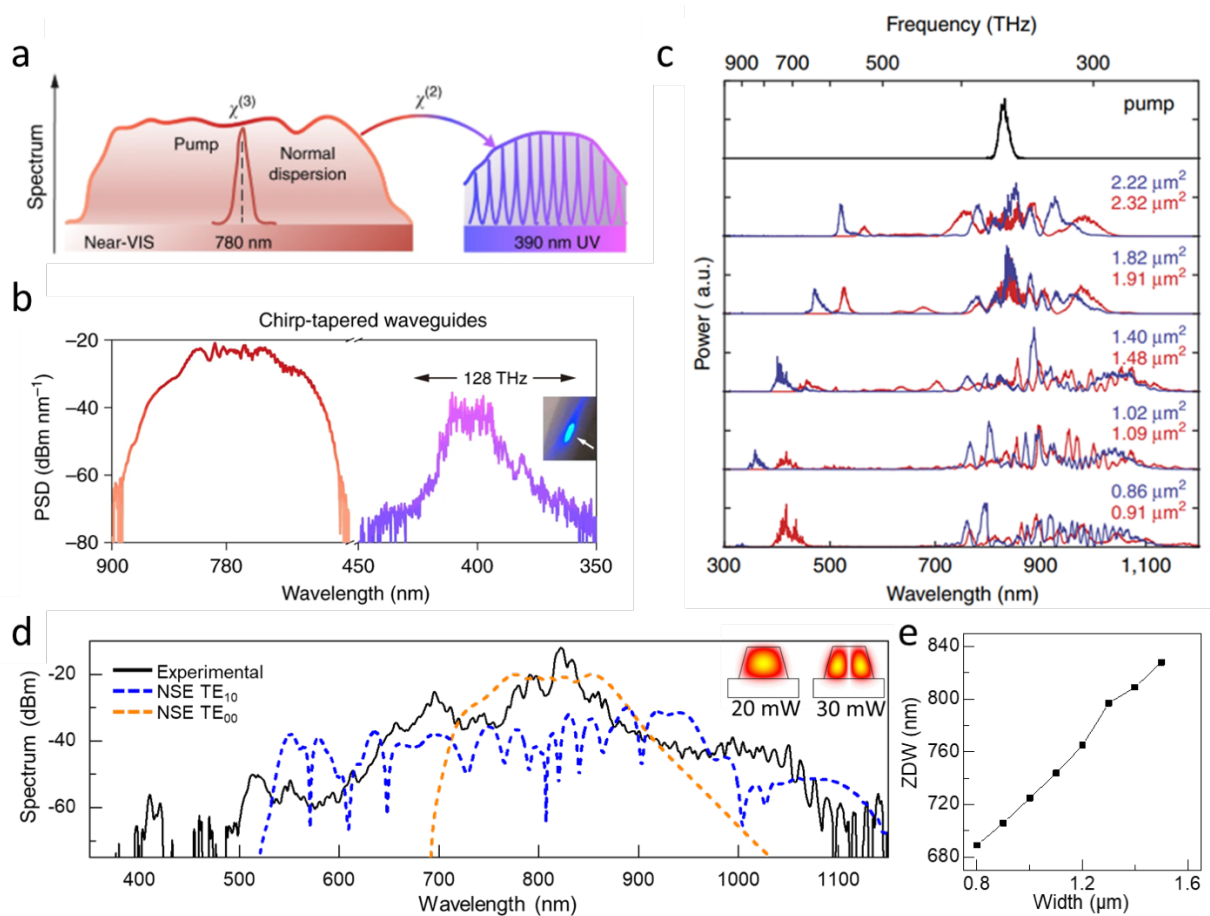 a
Spectrum
χ(3)
χ(2)
Pump
Normal
dispersion
Near-VIS
780 nm
390 nm UV
b
Chirp-tapered waveguides
PSD (dBm nm−1)
−20
−40
−60
−80
128 THz
900
780
450
400
350
Wavelength (nm)
c
Frequency (THz)
900
700
500
300
Power ( a.u.)
pump
2.22 μm2
2.32 μm2
1.82 μm2
1.91 μm2
1.40 μm2
1.48 μm2
1.02 μm2
1.09 μm2
0.86 μm2
0.91 μm2
300
500
700
900
1,100
Wavelength (nm)
d
Spectrum (dBm)
-20
-40
-60
Experimental
NSE TE10
NSE TE00
20 mW
30 mW
400
500
600
700
800
900
1000
1100
Wavelength (nm)
e
ZDW (nm)
840
800
760
720
680
0.8
1.2
1.6
Width (μm)